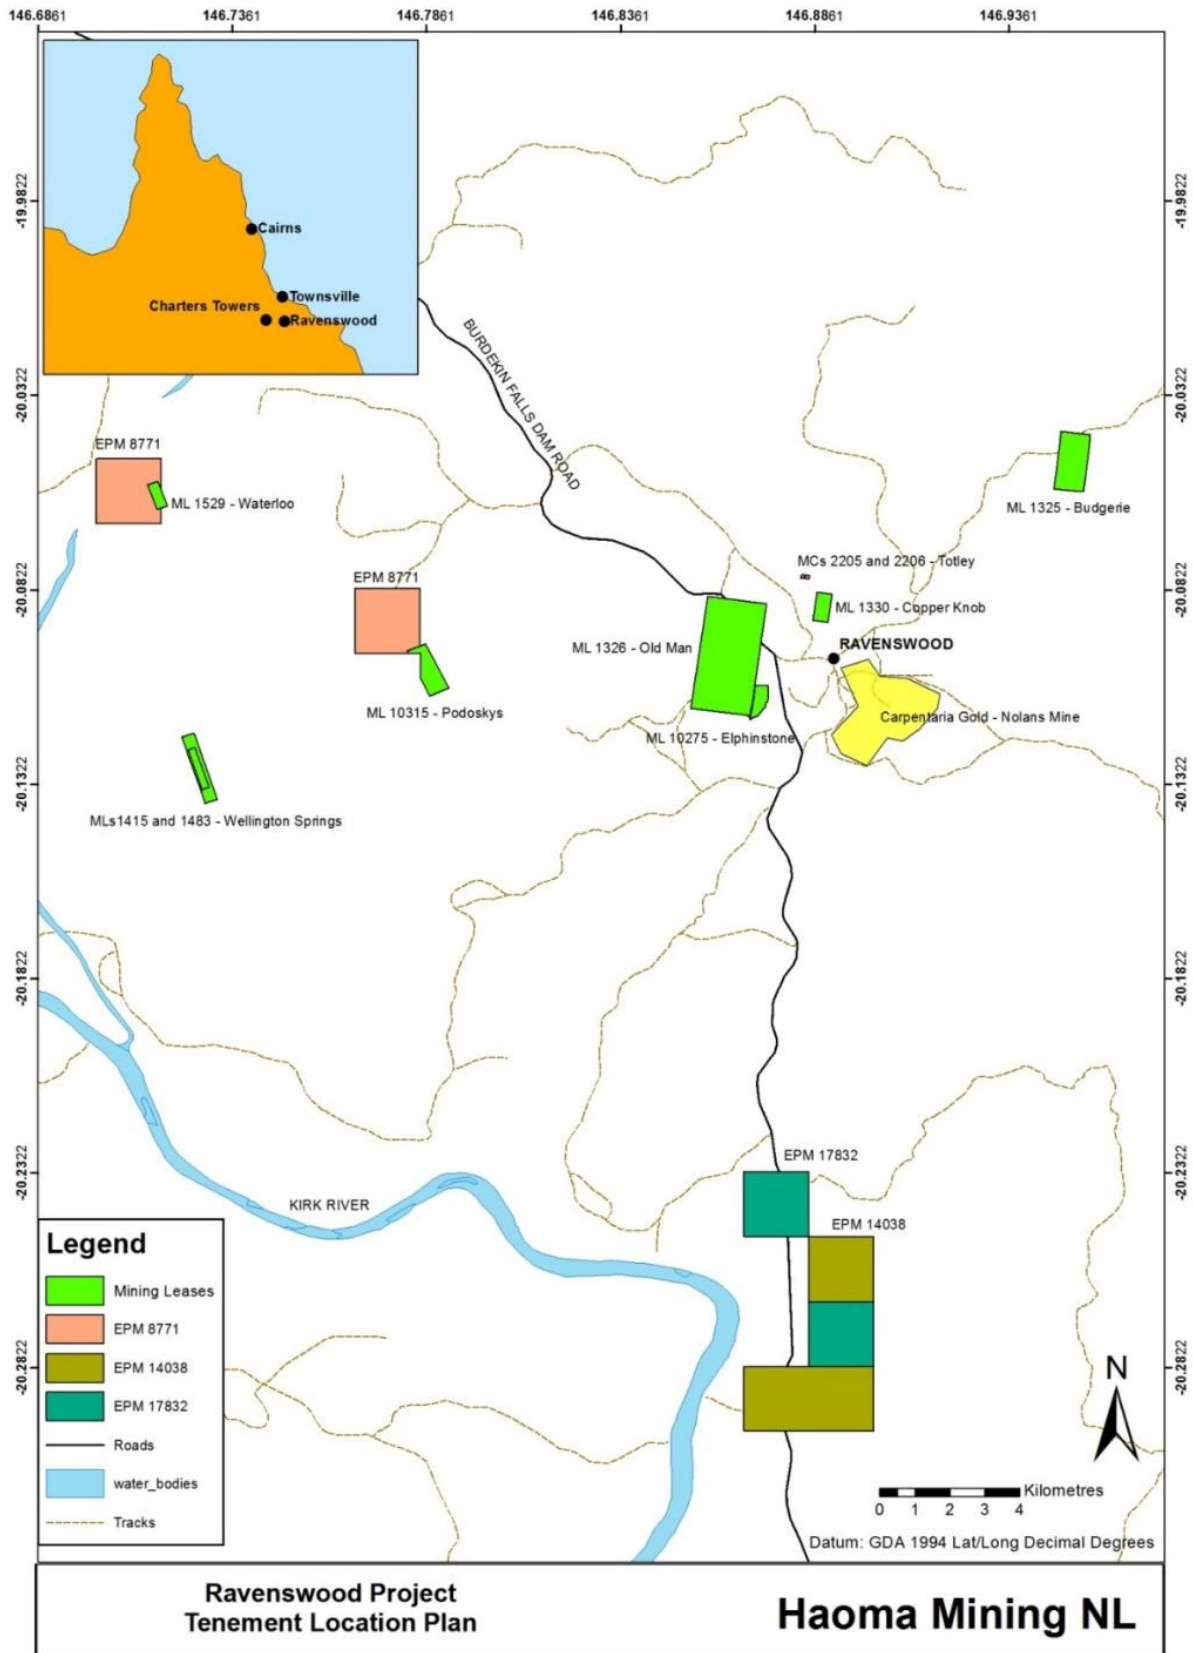 146.6861 146.7361 146.7861 146.8361 146.8861 146.9361
-19.9822
-19.9822
Cairns
Townsville
Charters Towers
Ravenswood
BURDEKIN FALLS DAM ROAD
-20.0322
-20.0322
EPM 8771
ML 1529 - Waterloo
ML 1325 - Budgerie
MCs 2205 and 2206 - Totley
EPM 8771
-20.0822
-20.0822
ML 1330 - Copper Knob
ML 1326 - Old Man
RAVENSWOOD
ML 10315 - Podoskys
Carpentaria Gold - Nolans Mine
ML 10275 - Elphinstone
-20.1322
-20.1322
MLs1415 and 1483 - Wellington Springs
-20.1822
-20.1822
EPM 17832
-20.2322
-20.2322
KIRK RIVER
EPM 14038
Legend
Mining Leases
EPM 8771
EPM 14038
EPM 17832
Roads
water_bodies
Tracks
-20.2822
-20.2822
N
Kilometres
0 1 2 3 4
Datum: GDA 1994 Lat/Long Decimal Degrees
Ravenswood Project
Tenement Location Plan
Haoma Mining NL